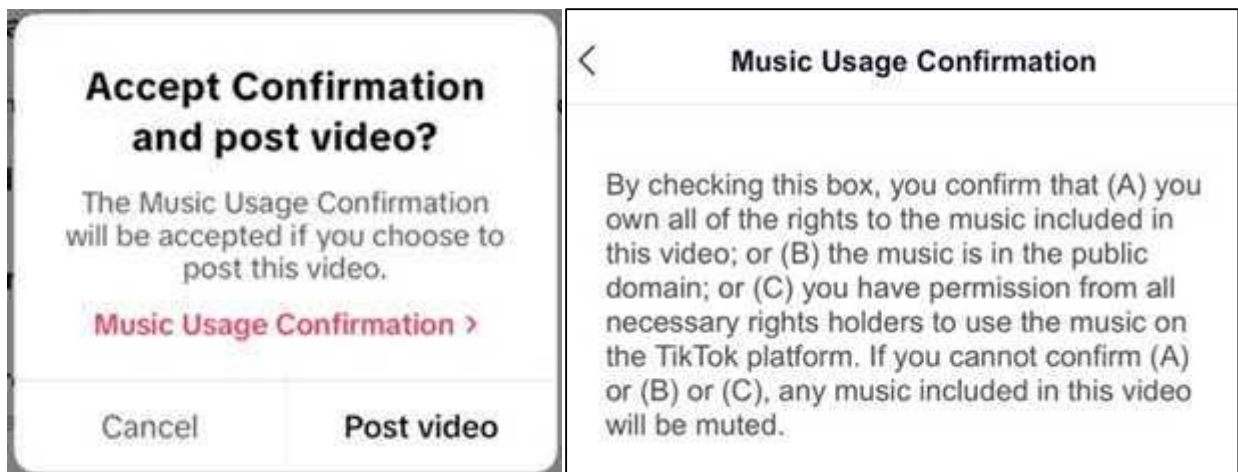 Accept Confirmation
and post video?
The Music Usage Confirmation
will be accepted if you choose to
post this video.
Music Usage Confirmation >
Cancel
Post video
< Music Usage Confirmation
By checking this box, you confirm that (A) you
own all of the rights to the music included in
this video; or (B) the music is in the public
domain; or (C) you have permission from all
necessary rights holders to use the music on
the TikTok platform. If you cannot confirm (A)
or (B) or (C), any music included in this video
will be muted.